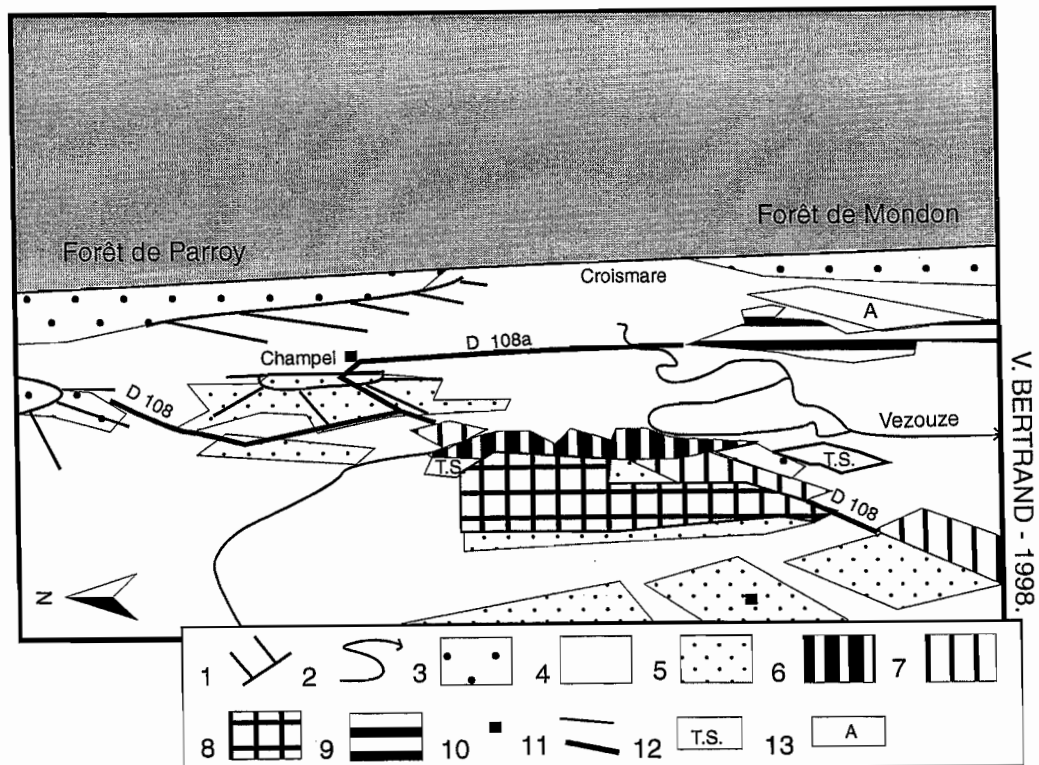 Forêt de Mondon
Forêt de Parroy
Croismare
A
D 108a
Champel
D 108
Vezouze
T.S.
T.S.
D 108
N
V. BERTRAND - 1998.
1 2 3 4 5 6 7
8 9 10 11 12 T.S. 13 A